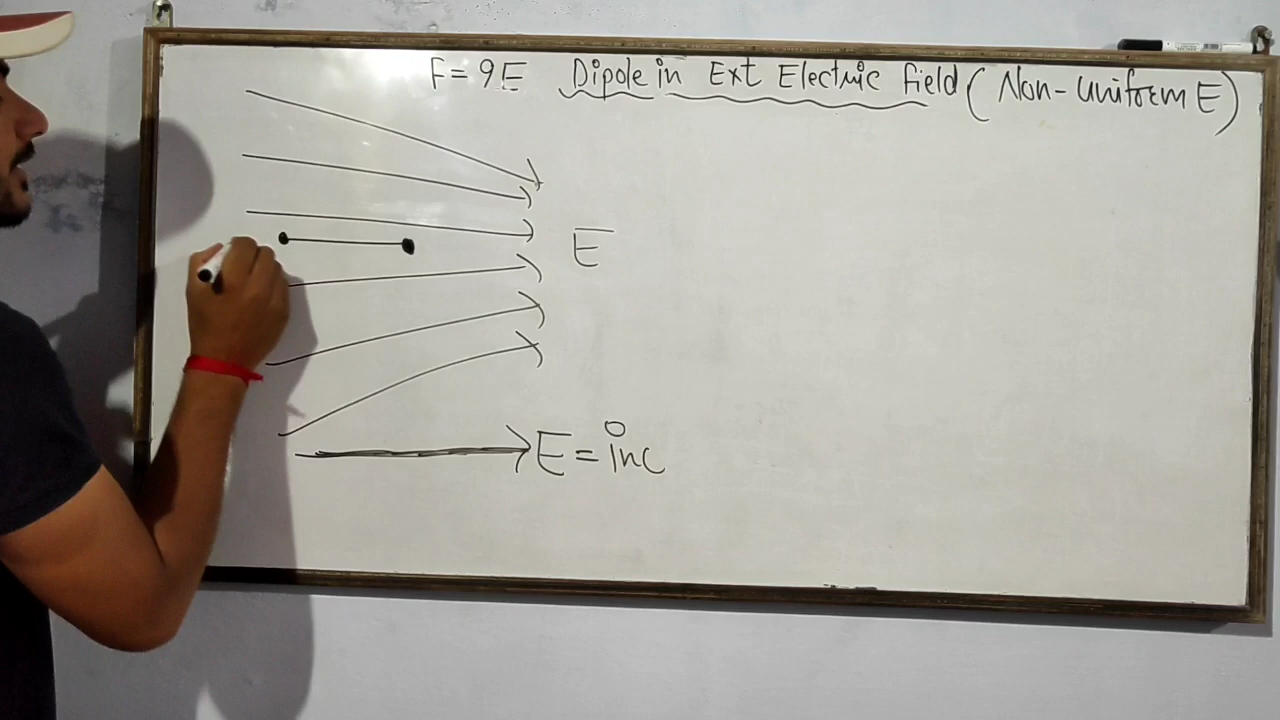 F = qE Dipole in Ext Electric field ( Non-uniform E )
E
E = inc